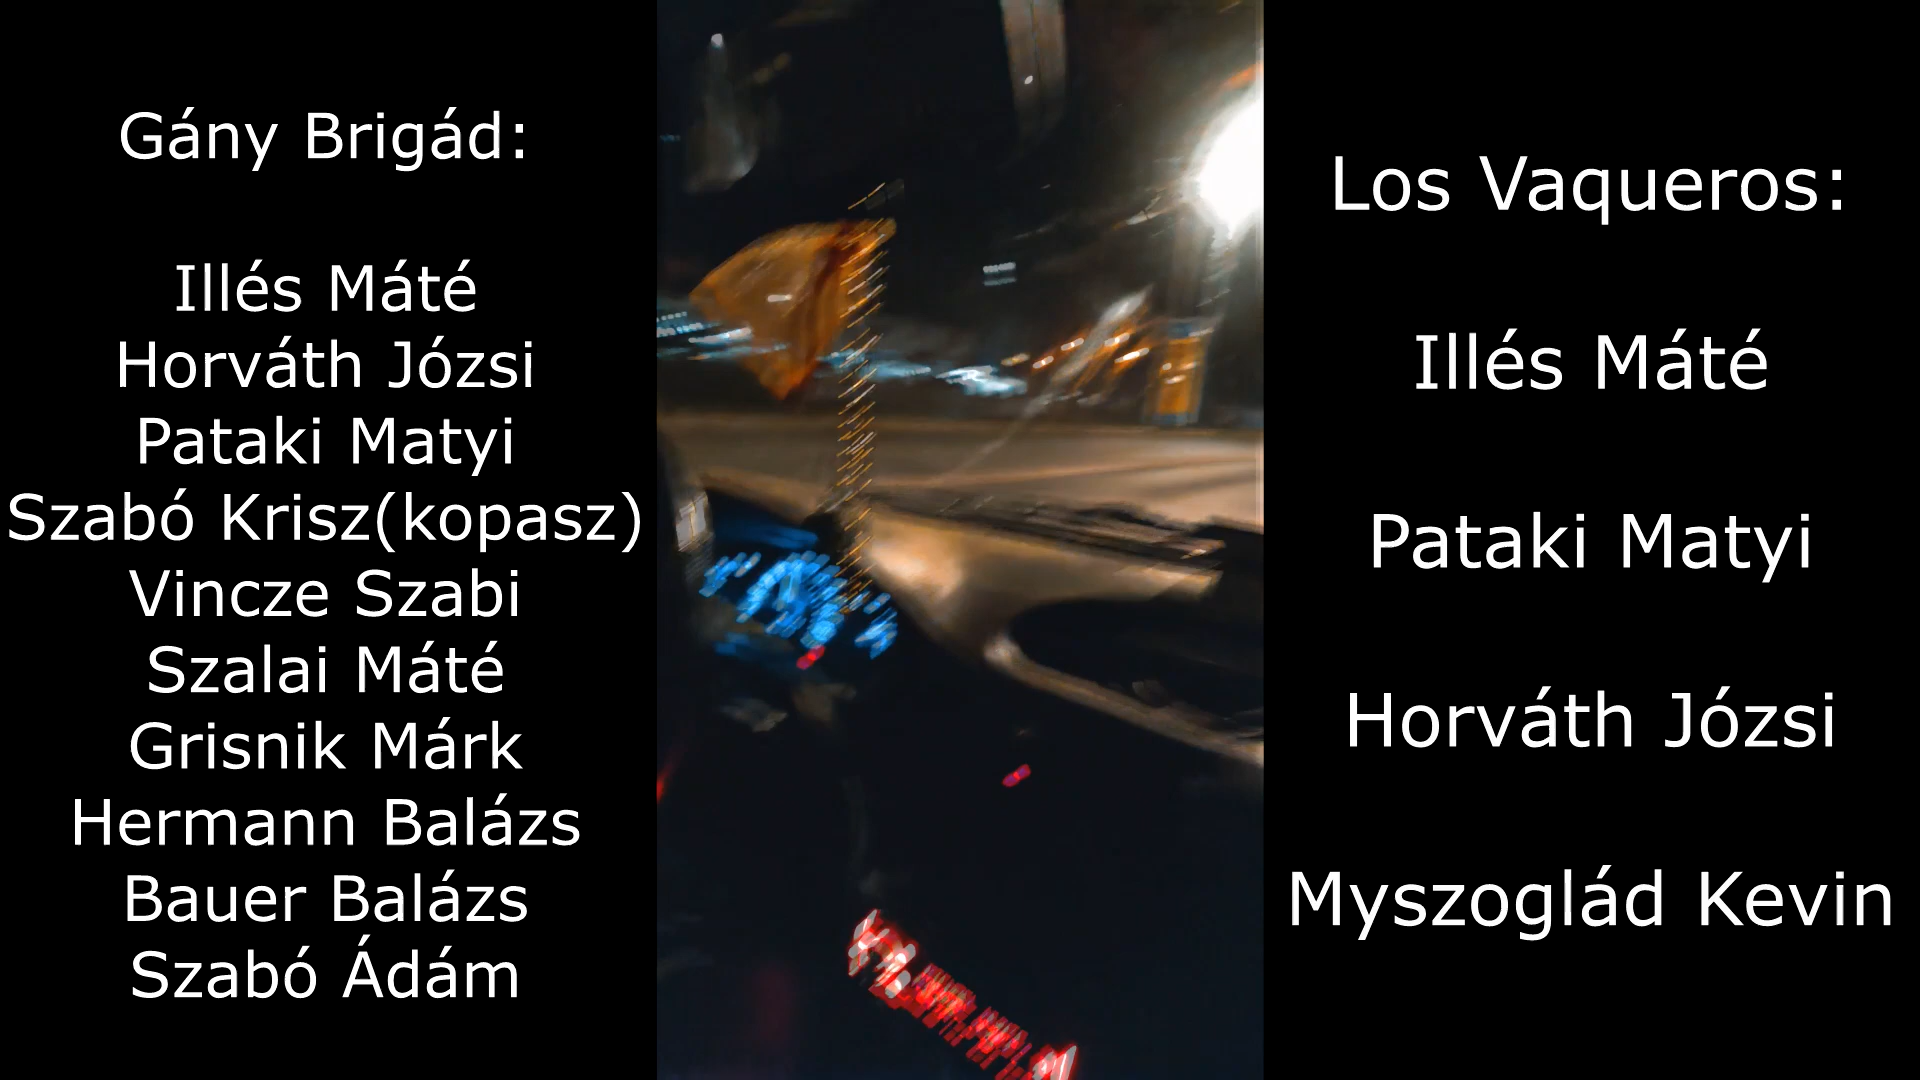 Gány Brigád:
Illés Máté
Horváth Józsi
Pataki Matyi
Szabó Krisz(kopasz)
Vincze Szabi
Szalai Máté
Grisnik Márk
Hermann Balázs
Bauer Balázs
Szabó Ádám
Los Vaqueros:
Illés Máté
Pataki Matyi
Horváth Józsi
Myszoglád Kevin